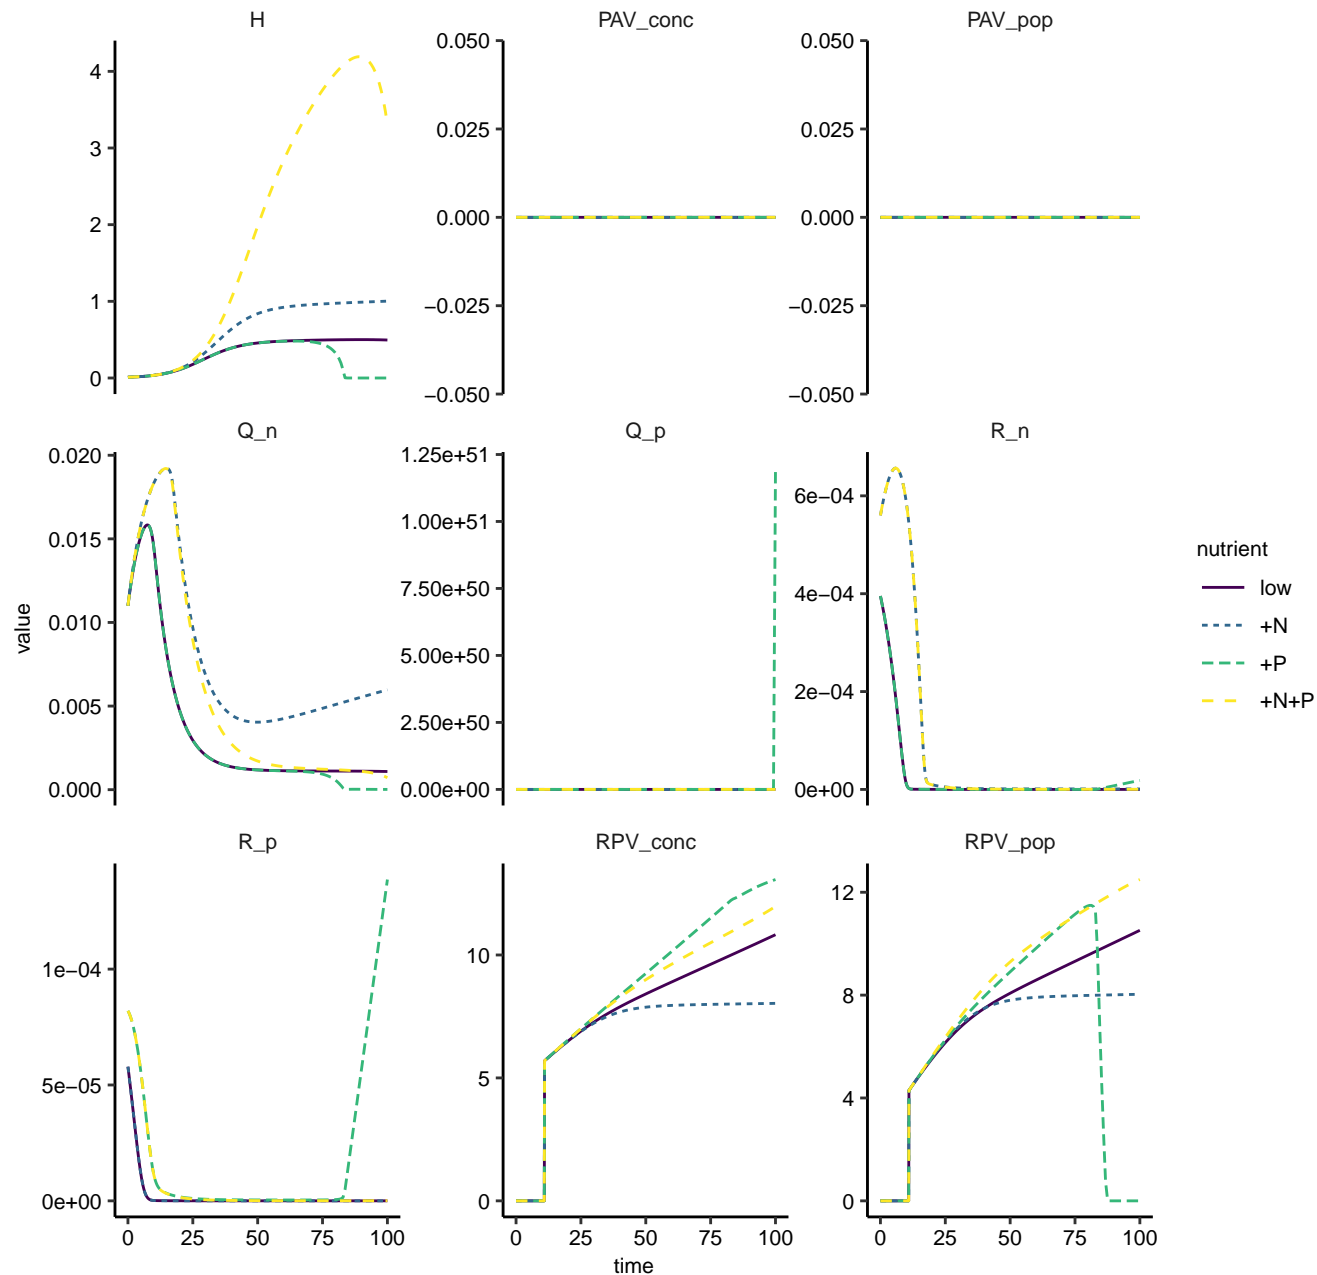 H
PAV_conc
PAV_pop
4
3
2
1
0
0.050
0.025
0.000
−0.025
−0.050
0.050
0.025
0.000
−0.025
−0.050
Q_n
Q_p
R_n
0.020
0.015
0.010
0.005
0.000
1.25e+51
1.00e+51
7.50e+50
5.00e+50
2.50e+50
0.00e+00
6e−04
4e−04
2e−04
0e+00
value
nutrient
low
+N
+P
+N+P
R_p
RPV_conc
RPV_pop
1e−04
5e−05
0e+00
10
5
0
12
8
4
0
0 25 50 75 100
0 25 50 75 100
0 25 50 75 100
time